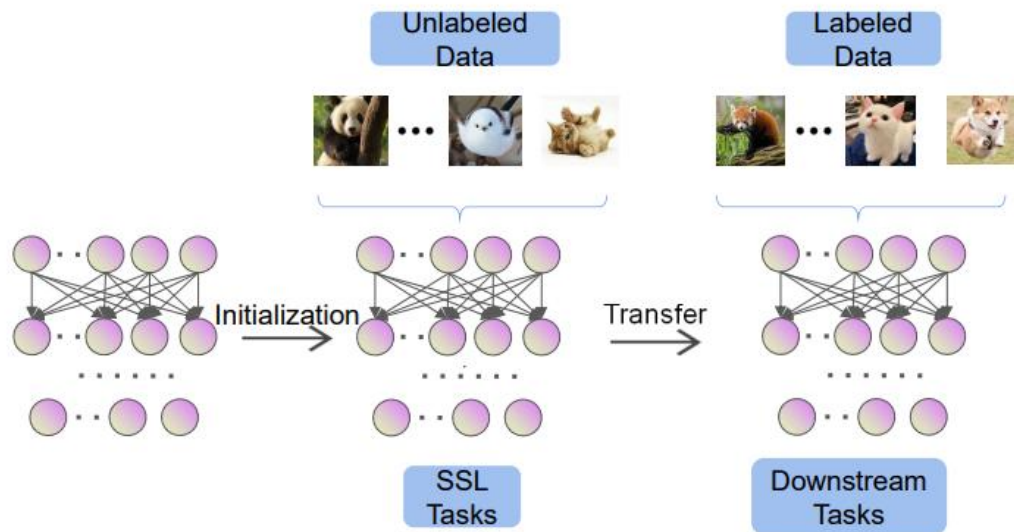 Unlabeled
Data
Labeled
Data
Initialization
Transfer
SSL
Tasks
Downstream
Tasks